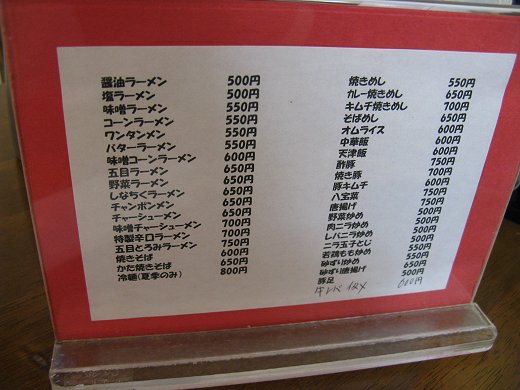 醤油ラーメン 500円
塩ラーメン 500円
味噌ラーメン 550円
コーンラーメン 550円
ワンタンメン 550円
バターラーメン 550円
味噌コーンラーメン 600円
五目ラーメン 650円
野菜ラーメン 650円
しなちくラーメン 650円
チャンポンメン 650円
チャーシューメン 650円
味噌チャーシューメン 700円
特製辛口ラーメン 700円
五目とろみラーメン 750円
焼きそば 600円
かた焼きそば 650円
冷麺(夏季のみ) 800円
焼きめし 550円
カレー焼きめし 650円
キムチ焼きめし 700円
そばめし 650円
オムライス 600円
中華飯 600円
天津飯 600円
酢豚 750円
焼き豚 700円
豚キムチ 600円
八宝菜 750円
唐揚げ 700円
野菜炒め 500円
肉ニラ炒め
レバニラ炒め
ニラ玉子とじ
若鶏もも炒め
砂ずり炒め
砂ずり唐揚げ
豚足 500円
600円